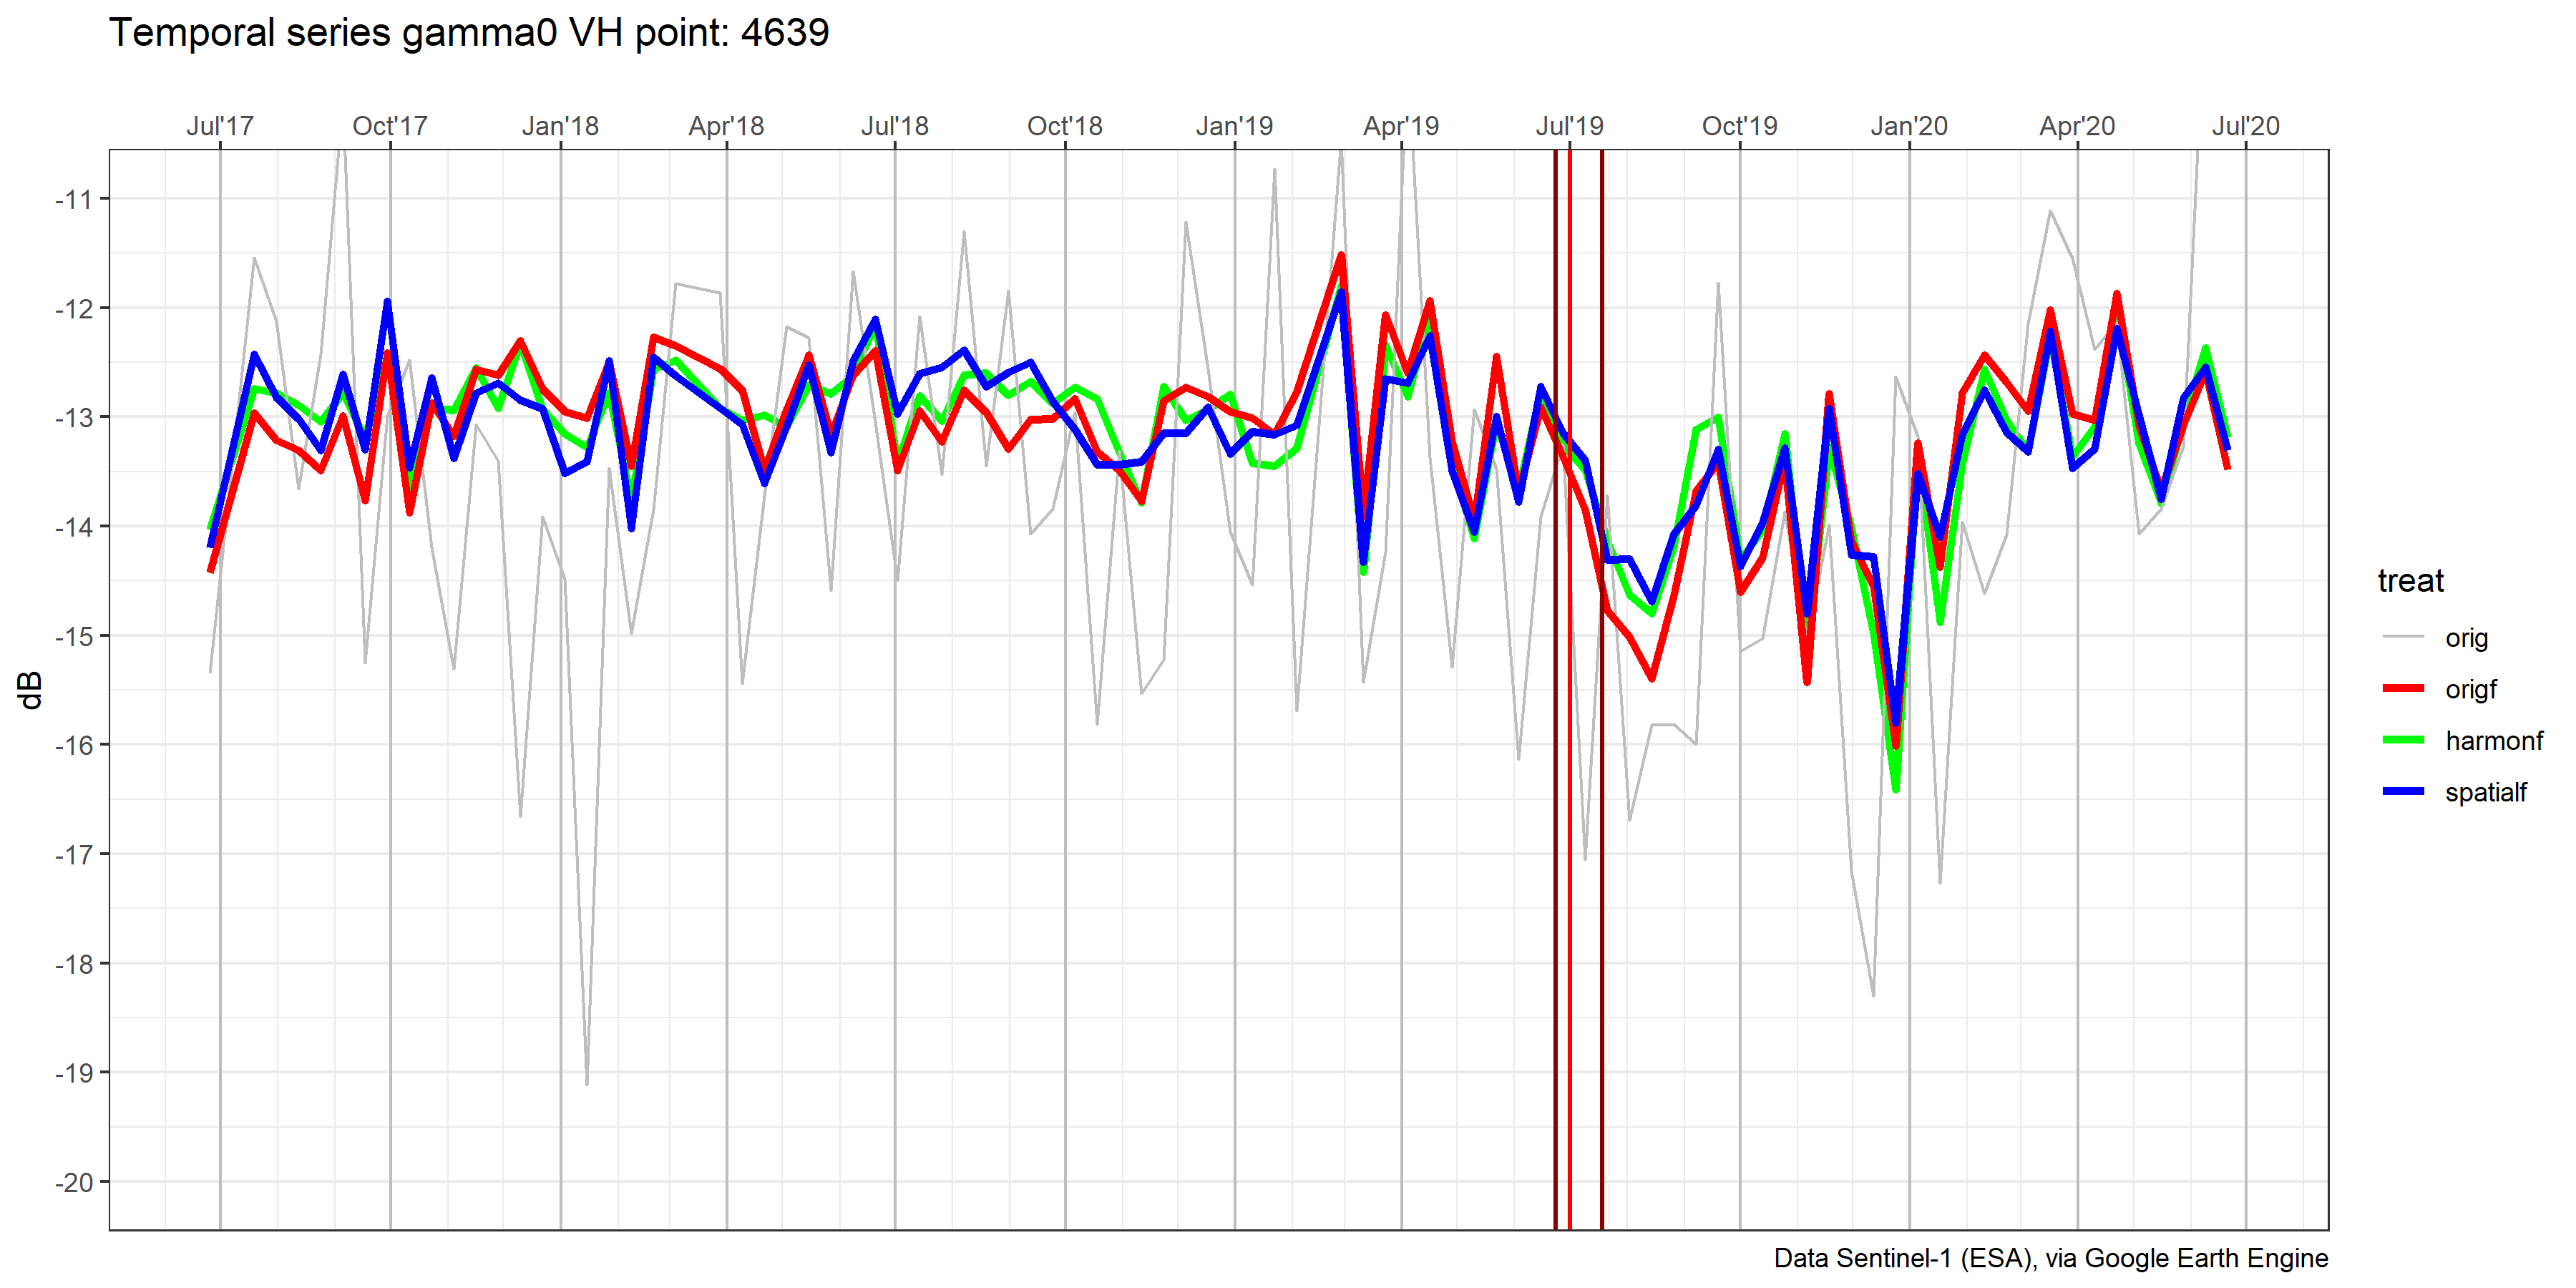 Temporal series gamma0 VH point: 4639
Jul'17 Oct'17 Jan'18 Apr'18 Jul'18 Oct'18 Jan'19 Apr'19 Jul'19 Oct'19 Jan'20 Apr'20 Jul'20
-11
-12
-13
-14
-15
-16
-17
-18
-19
-20
dB
treat
orig
origf
harmonf
spatialf
Data Sentinel-1 (ESA), via Google Earth Engine